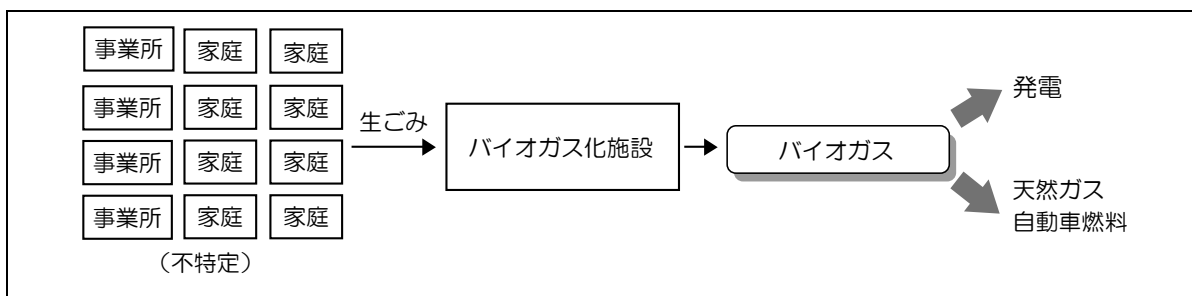 事業所 家庭 家庭
事業所 家庭 家庭
事業所 家庭 家庭
事業所 家庭 家庭
(不特定)
生ごみ
バイオガス化施設
バイオガス
発電
天然ガス
自動車燃料